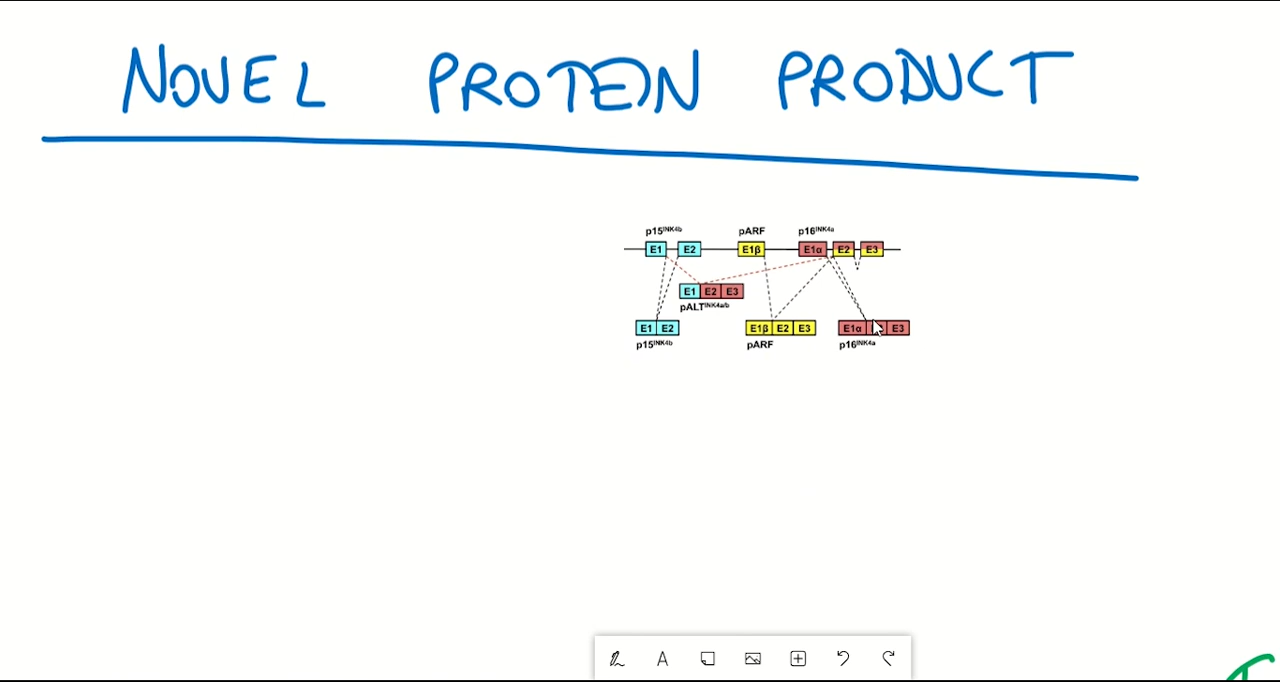 NOVEL PROTEIN PRODUCT
p15INK4b pARF p16INK4a
E1 E2 E1β E1α E2 E3
E1 E2 E3
pALTINK4a/b
E1 E2 E1β E2 E3 E1α E3
p15INK4b pARF p16INK4a
A